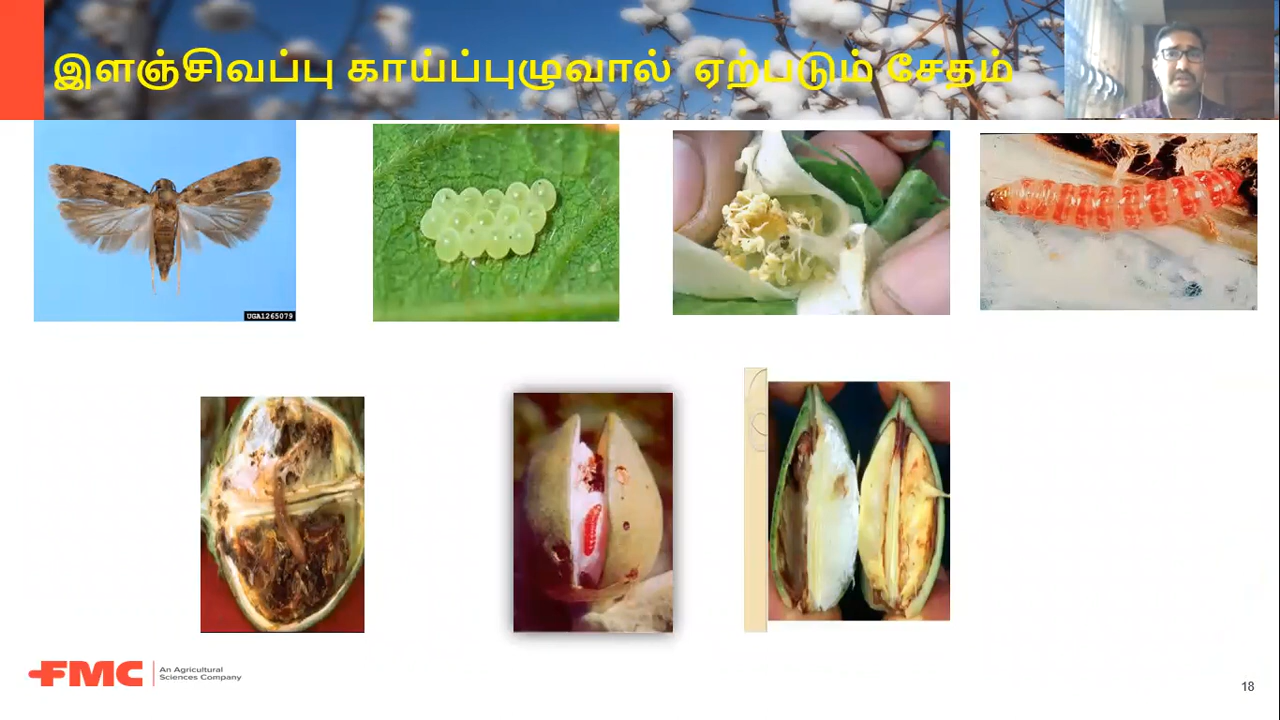 இளஞ்சிவப்பு காய்ப்புழுவால் ஏற்படும் சேதம்
UGA1265079
FMC
An Agricultural
Sciences Company
18